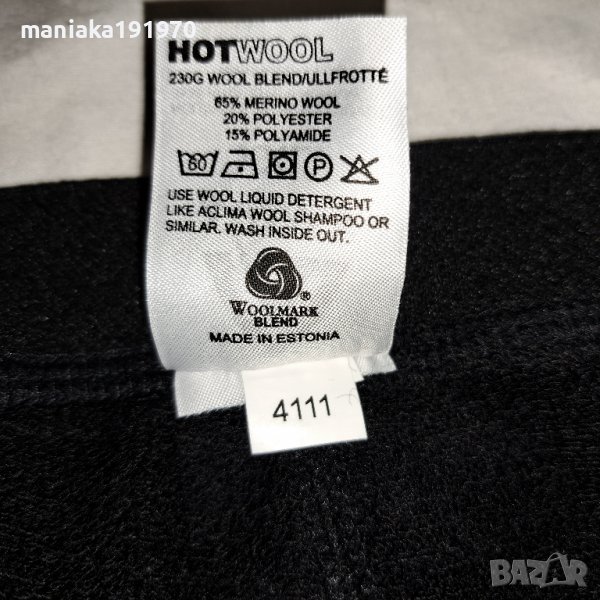 maniaka191970
HOTWOOL
230G WOOL BLEND/ULLFROTTÉ
65% MERINO WOOL
20% POLYESTER
15% POLYAMIDE
60 P
USE WOOL LIQUID DETERGENT
LIKE ACLIMA WOOL SHAMPOO OR
SIMILAR. WASH INSIDE OUT.
®
WOOLMARK
BLEND
MADE IN ESTONIA
4111
BAZAR